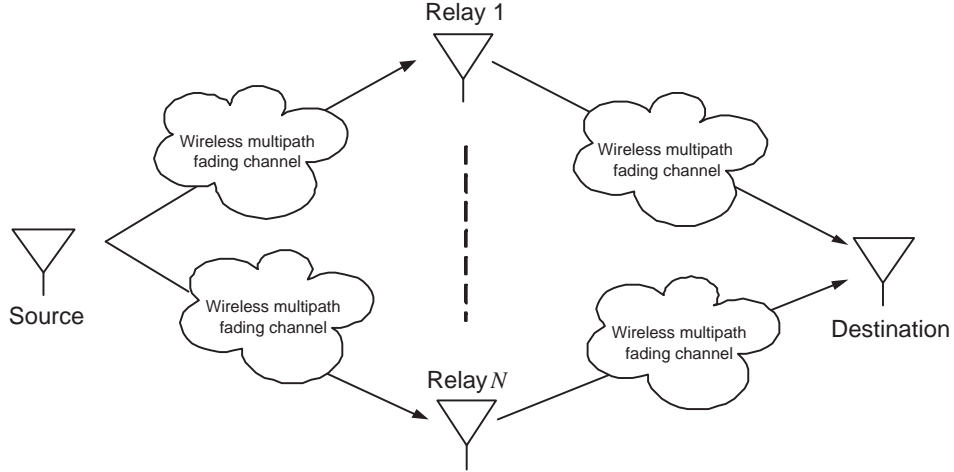 Relay 1
Wireless multipath
fading channel
Wireless multipath
fading channel
Source
Wireless multipath
fading channel
Wireless multipath
fading channel
Destination
Relay N